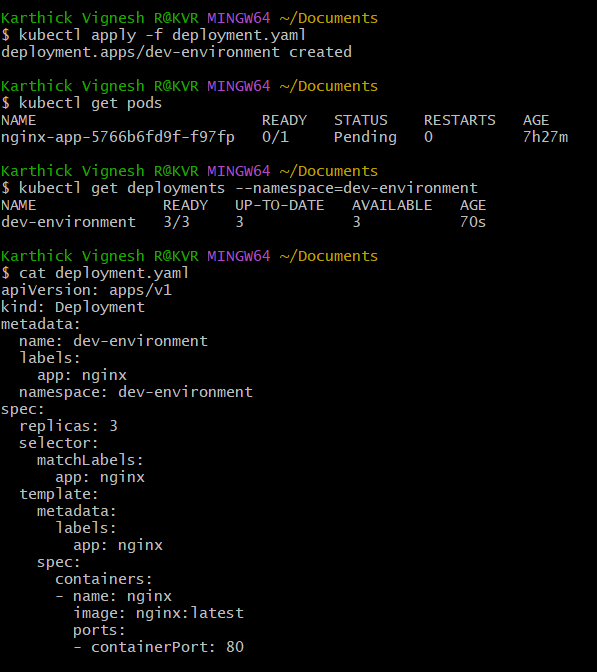 Karthick Vignesh R@KVR MINGW64 ~/Documents
$ kubectl apply -f deployment.yaml
deployment.apps/dev-environment created

Karthick Vignesh R@KVR MINGW64 ~/Documents
$ kubectl get pods
NAME                         READY   STATUS    RESTARTS   AGE
nginx-app-5766b6fd9f-f97fp   0/1     Pending   0          7h27m

Karthick Vignesh R@KVR MINGW64 ~/Documents
$ kubectl get deployments --namespace=dev-environment
NAME              READY   UP-TO-DATE   AVAILABLE   AGE
dev-environment   3/3     3            3           70s

Karthick Vignesh R@KVR MINGW64 ~/Documents
$ cat deployment.yaml
apiVersion: apps/v1
kind: Deployment
metadata:
  name: dev-environment
  labels:
    app: nginx
  namespace: dev-environment
spec:
  replicas: 3
  selector:
    matchLabels:
      app: nginx
  template:
    metadata:
      labels:
        app: nginx
    spec:
      containers:
      - name: nginx
        image: nginx:latest
        ports:
        - containerPort: 80